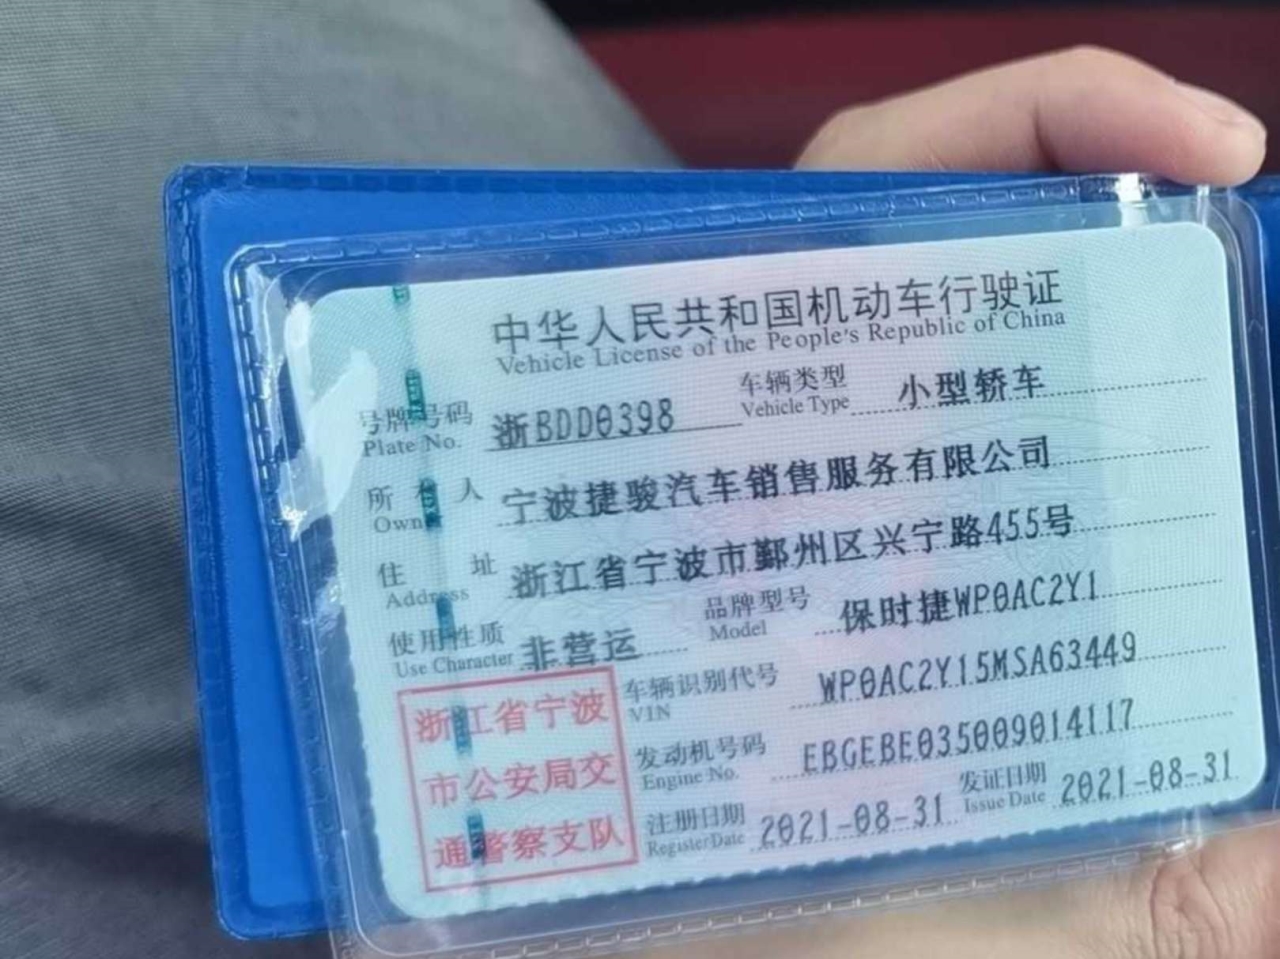 中华人民共和国机动车行驶证
Vehicle License of the People's Republic of China
号牌号码 浙BDD0398 车辆类型 小型轿车
Plate No. Vehicle Type
所有人 宁波捷骏汽车销售服务有限公司
Owner
住址 浙江省宁波市鄞州区兴宁路455号
Address
使用性质 非营运 品牌型号 保时捷WP0AC2Y1
Use Character Model
车辆识别代号 WP0AC2Y15MSA63449
VIN
发动机号码 EBGEBE035009014117
Engine No.
注册日期 2021-08-31 发证日期 2021-08-31
Register Date Issue Date
浙江省宁波
市公安局交
通警察支队